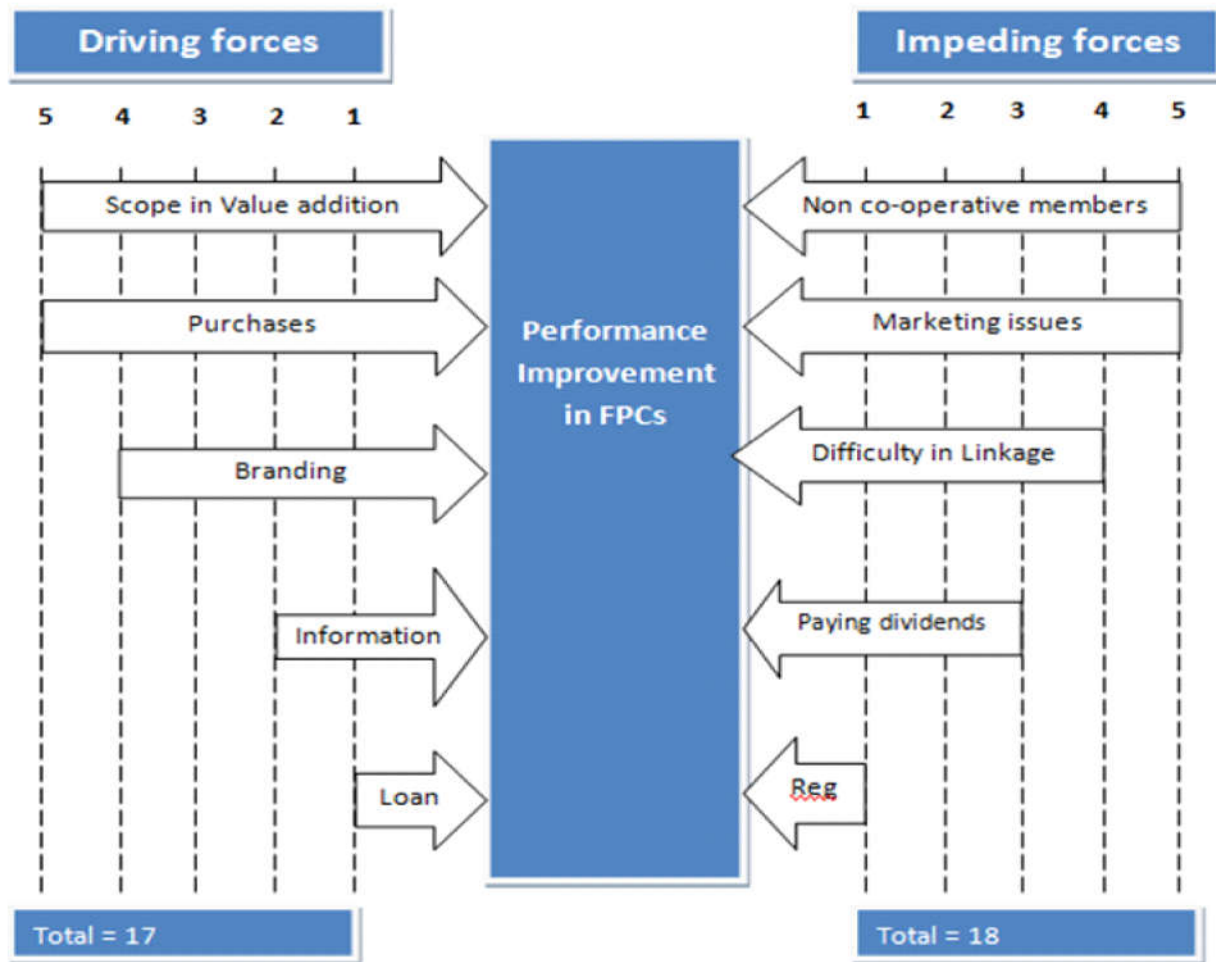 Driving forces
Impeding forces
5 4 3 2 1
1 2 3 4 5
Scope in Value addition
Non co-operative members
Purchases
Marketing issues
Performance
Improvement
in FPCs
Branding
Difficulty in Linkage
Information
Paying dividends
Loan
Reg
Total = 17
Total = 18